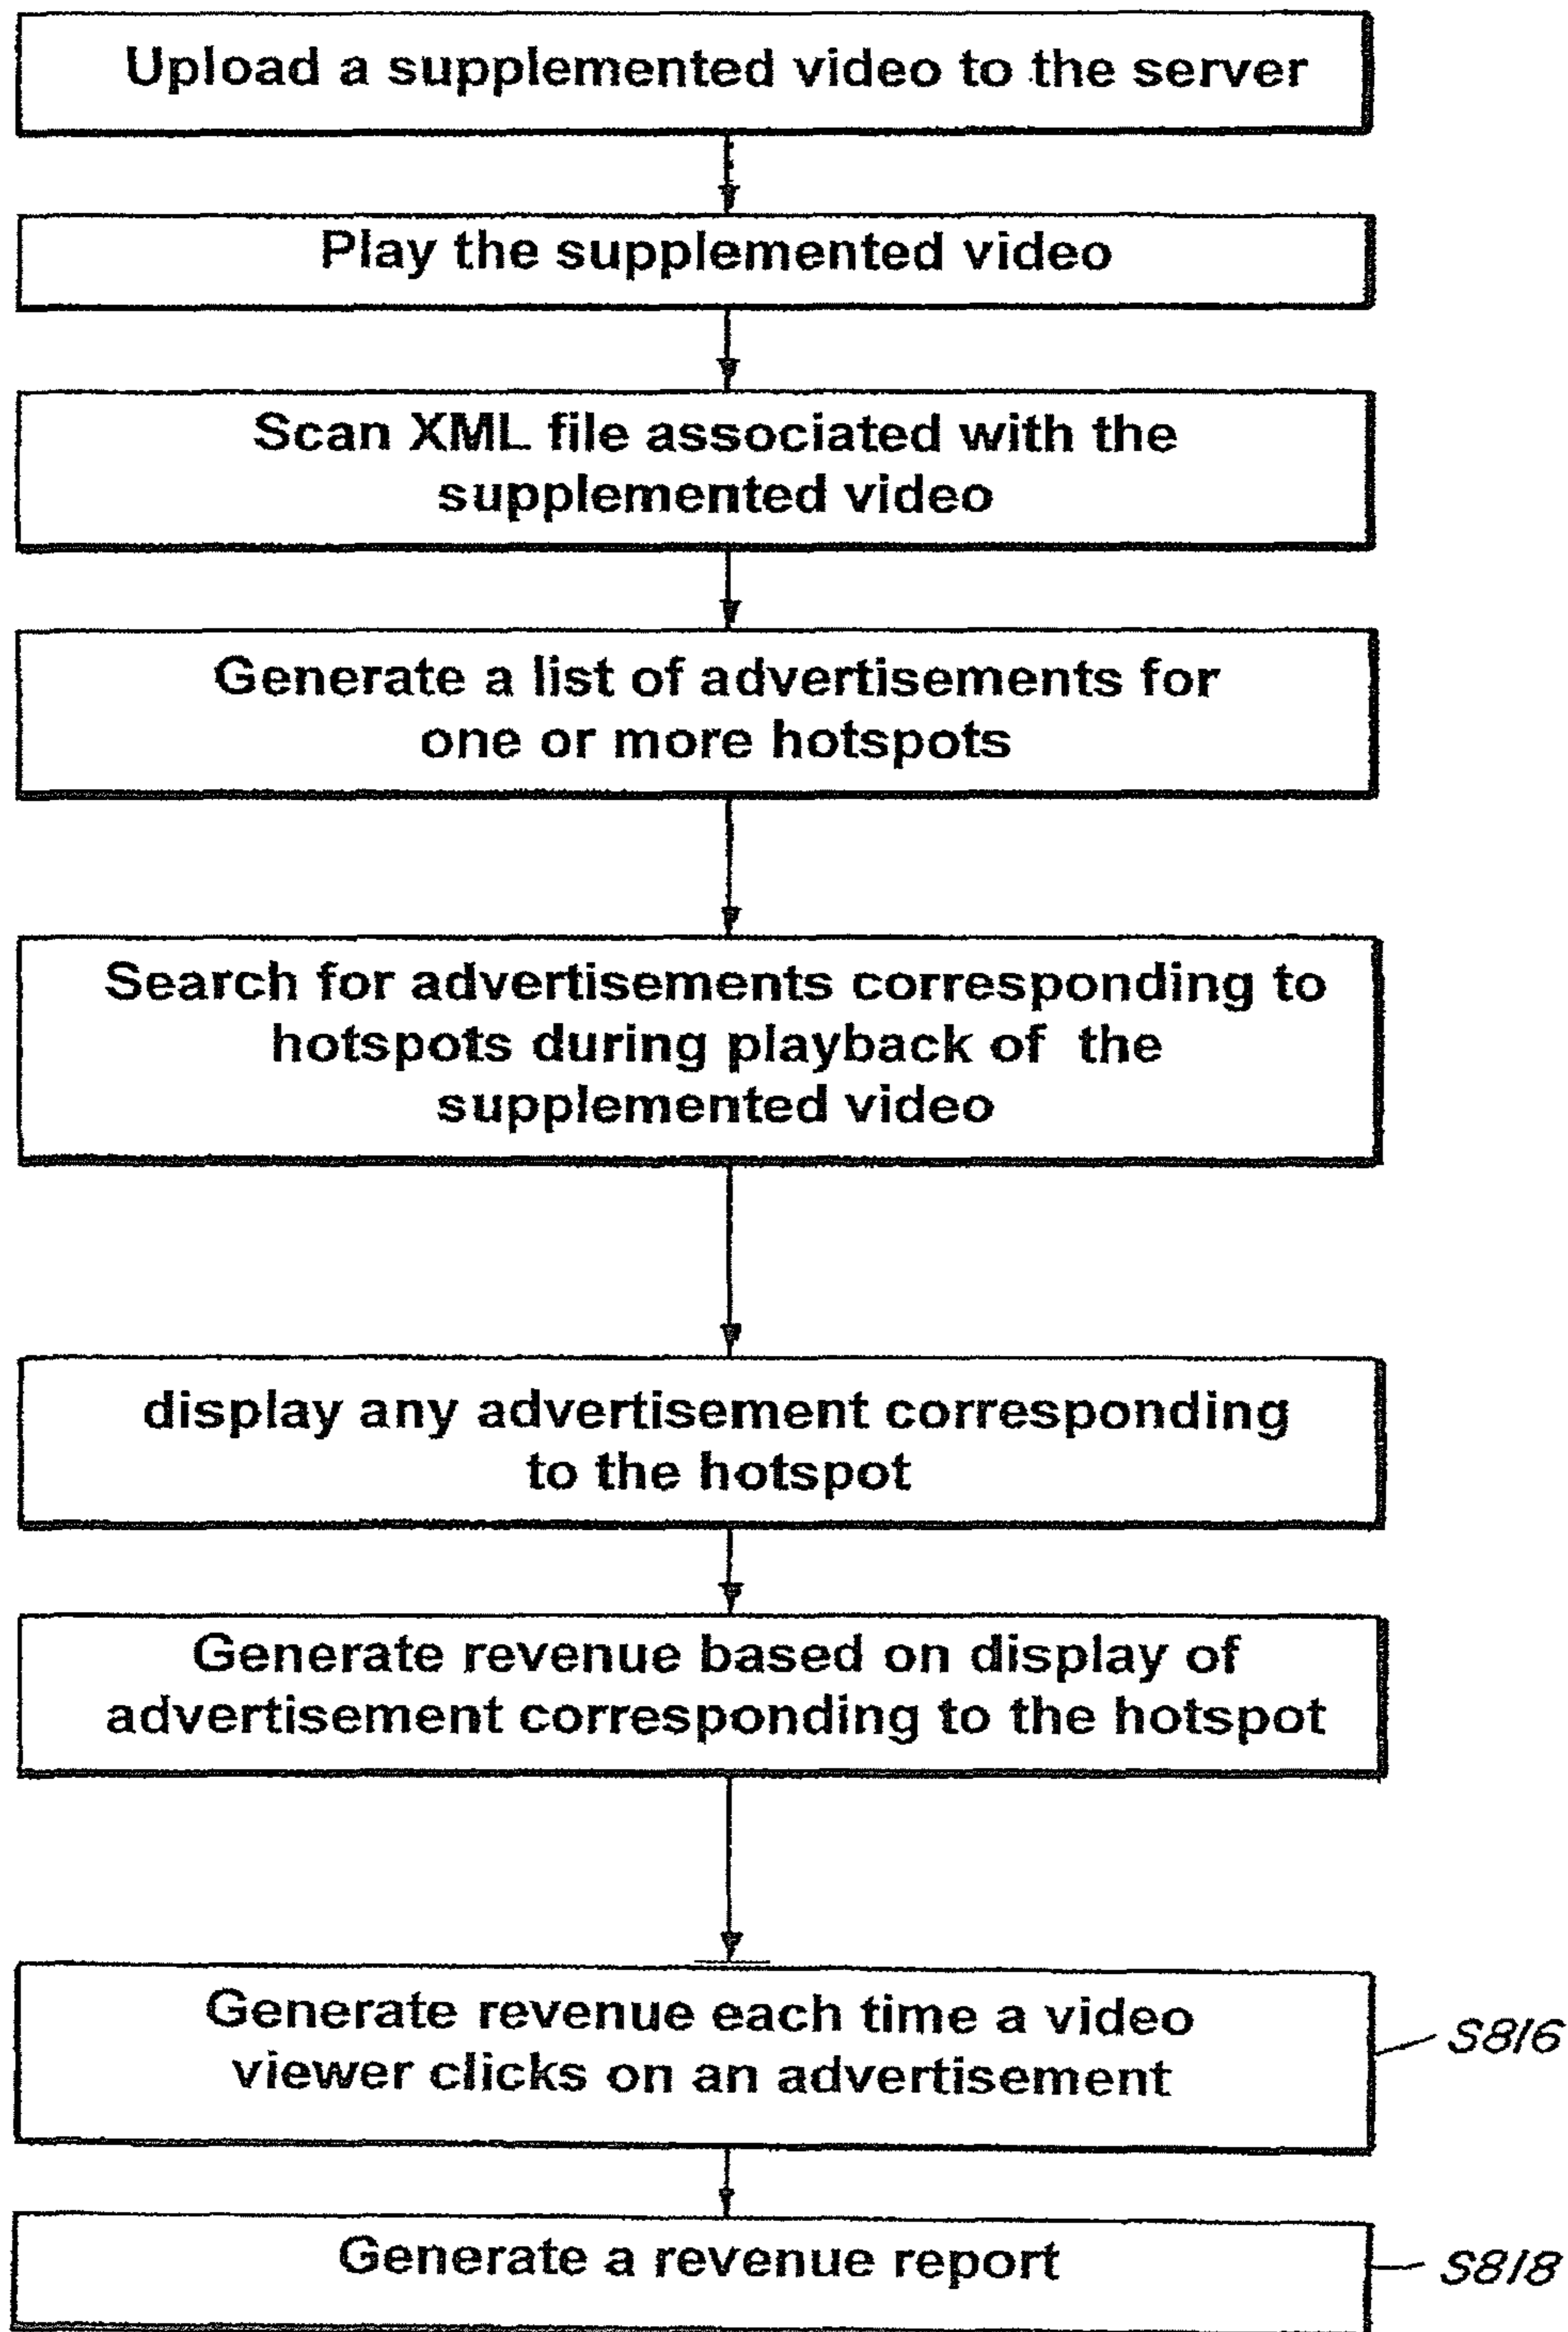 Upload a supplemented video to the server
Play the supplemented video
Scan XML file associated with the
supplemented video
Generate a list of advertisements for
one or more hotspots
Search for advertisements corresponding to
hotspots during playback of the
supplemented video
display any advertisement corresponding
to the hotspot
Generate revenue based on display of
advertisement corresponding to the hotspot
Generate revenue each time a video
viewer clicks on an advertisement
S816
Generate a revenue report
S818